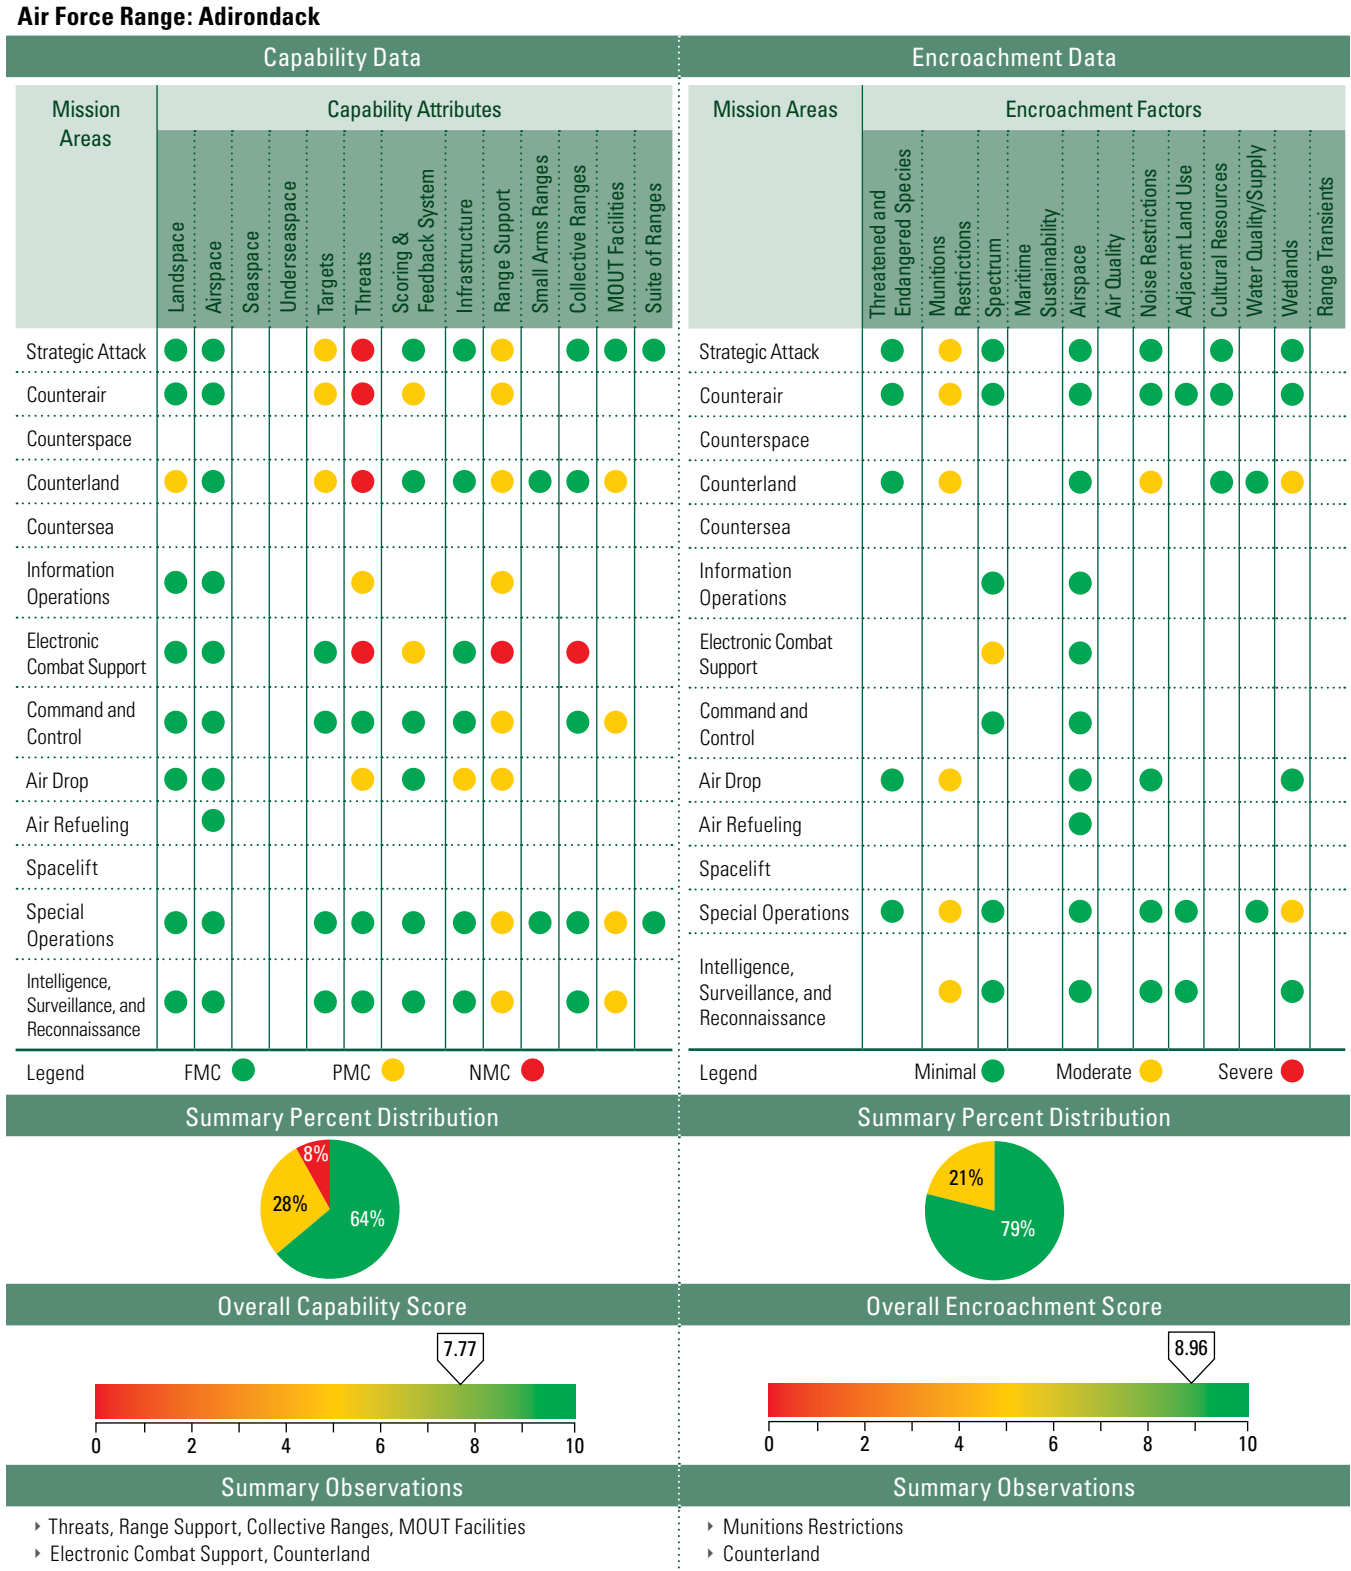 Air Force Range: Adirondack
Capability Data
Mission
Areas
Capability Attributes
Landspace
Airspace
Seaspace
Underseaspace
Targets
Threats
Scoring &
Feedback System
Infrastructure
Range Support
Small Arms Ranges
Collective Ranges
MOUT Facilities
Suite of Ranges
Strategic Attack
Counterair
Counterspace
Counterland
Countersea
Information
Operations
Electronic
Combat Support
Command and
Control
Air Drop
Air Refueling
Spacelift
Special
Operations
Intelligence,
Surveillance, and
Reconnaissance
Legend
FMC
PMC
NMC
Summary Percent Distribution
8%
28%
64%
Overall Capability Score
7.77
0 2 4 6 8 10
Summary Observations
‣ Threats, Range Support, Collective Ranges, MOUT Facilities
‣ Electronic Combat Support, Counterland
Encroachment Data
Mission Areas
Encroachment Factors
Threatened and
Endangered Species
Munitions
Restrictions
Spectrum
Maritime
Sustainability
Airspace
Air Quality
Noise Restrictions
Adjacent Land Use
Cultural Resources
Water Quality/Supply
Wetlands
Range Transients
Strategic Attack
Counterair
Counterspace
Counterland
Countersea
Information
Operations
Electronic Combat
Support
Command and
Control
Air Drop
Air Refueling
Spacelift
Special Operations
Intelligence,
Surveillance, and
Reconnaissance
Legend
Minimal
Moderate
Severe
Summary Percent Distribution
21%
79%
Overall Encroachment Score
8.96
0 2 4 6 8 10
Summary Observations
‣ Munitions Restrictions
‣ Counterland